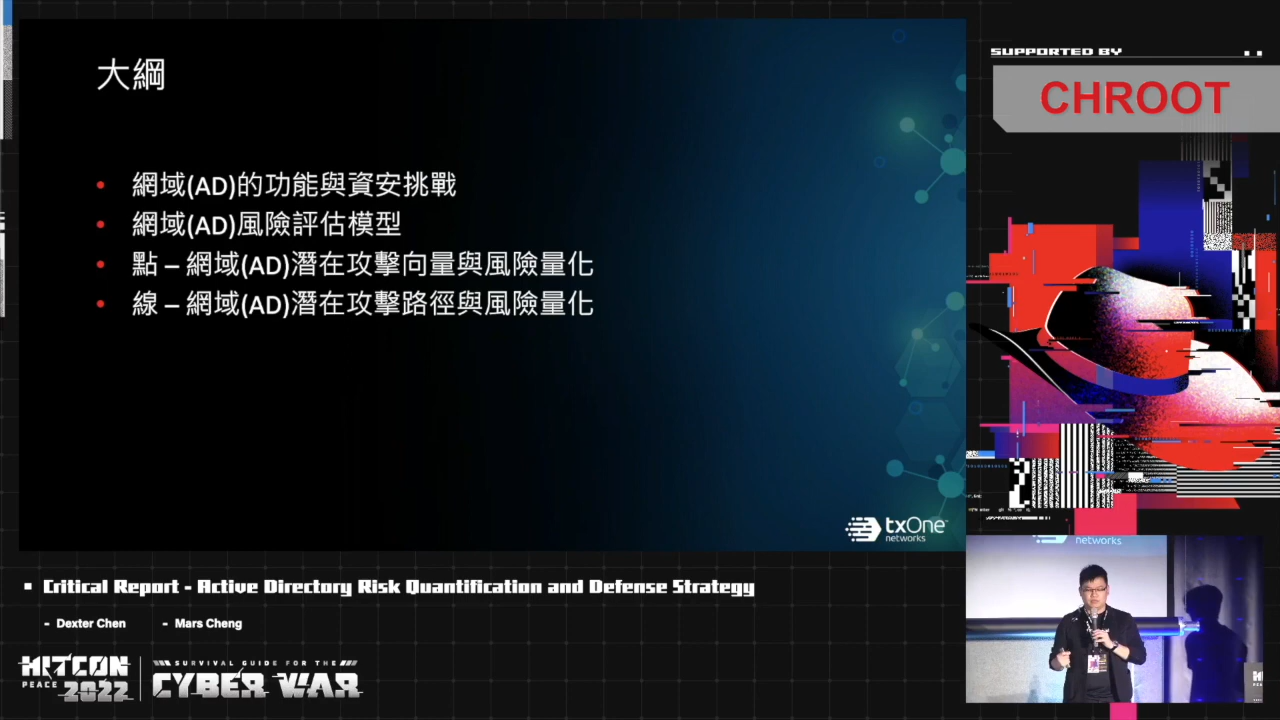 大綱
• 網域(AD)的功能與資安挑戰
• 網域(AD)風險評估模型
• 點 – 網域(AD)潛在攻擊向量與風險量化
• 線 – 網域(AD)潛在攻擊路徑與風險量化
txOne
networks
SUPPORTED BY
CHROOT
networks
Critical Report - Active Directory Risk Quantification and Defense Strategy
- Dexter Chen - Mars Cheng
HITCON
PEACE 2022
SURVIVAL GUIDE FOR THE
CYBER WAR